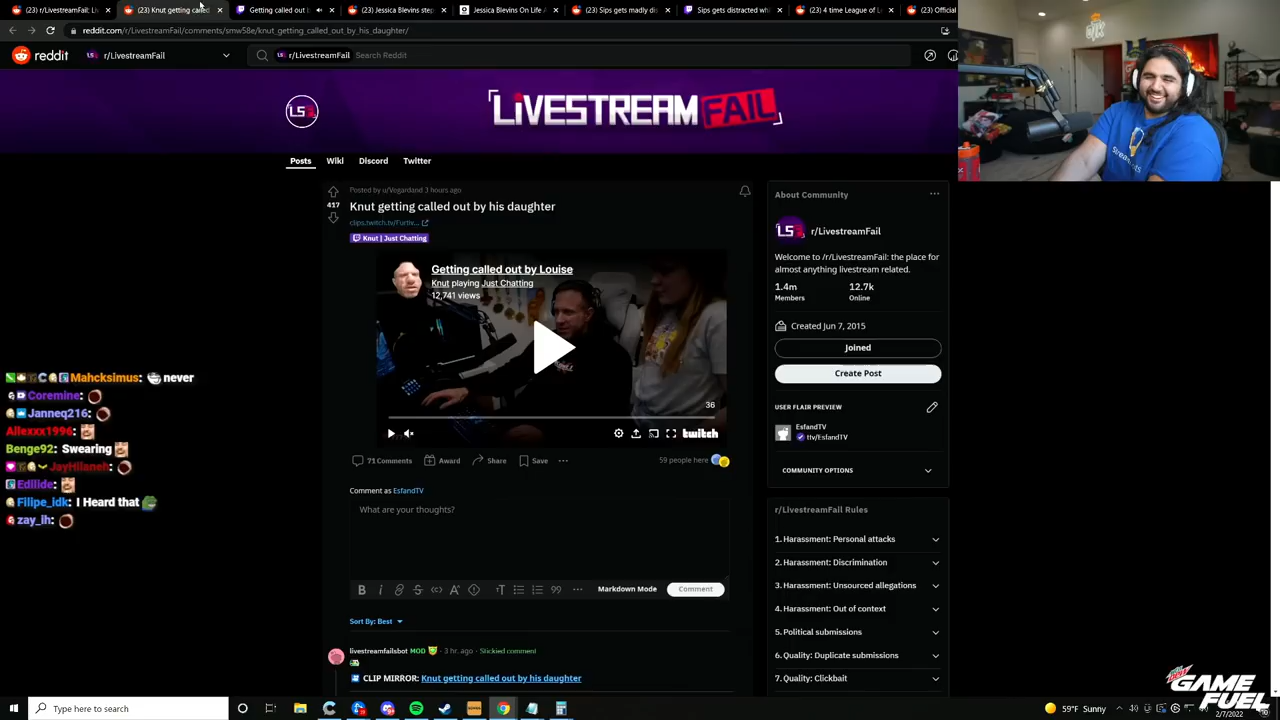 (23) r/LivestreamFail: Liv
(23) Knut getting called
Getting called out b
(23) Jessica Blevins step
Jessica Blevins On Life A
(23) Sips gets madly dis
Sips gets distracted whi
(23) 4 time League of L
(23) Official
reddit.com/r/LivestreamFail/comments/smw58e/knut_getting_called_out_by_his_daughter/
reddit
r/LivestreamFail
r/LivestreamFail
Search Reddit
LIVESTREAMFAIL
Posts
Wiki
Discord
Twitter
Posted by u/Vogardand 3 hours ago
417
Knut getting called out by his daughter
clips.twitch.tv/Furtiv...
Knut | Just Chatting
Getting called out by Louise
Knut playing Just Chatting
12,741 views
36
twitch
71 Comments
Award
Share
Save
59 people here
Comment as EsfandTV
What are your thoughts?
Markdown Mode
Comment
Sort By: Best
livestreamfailsbot MOD 3 hr. ago · Stickied comment
CLIP MIRROR: Knut getting called out by his daughter
About Community
r/LivestreamFail
Welcome to /r/LivestreamFail: the place for
almost anything livestream related.
1.4m
Members
12.7k
Online
Created Jun 7, 2015
Joined
Create Post
USER FLAIR PREVIEW
EsfandTV
ttv/EsfandTV
COMMUNITY OPTIONS
r/LivestreamFail Rules
1. Harassment: Personal attacks
2. Harassment: Discrimination
3. Harassment: Unsourced allegations
4. Harassment: Out of context
5. Political submissions
6. Quality: Duplicate submissions
7. Quality: Clickbait
Mahcksimus: never
Coremine:
Janneq216:
Allexxx1996:
Benge92: Swearing
JayHilaneh:
Edilide:
Filipe_idk: I Heard that
zay_ih:
GAME
FUEL
Type here to search
59°F Sunny
2/7/2022